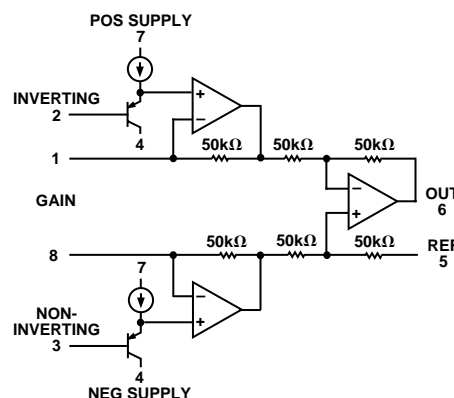 POS SUPPLY
7
INVERTING
2
+
−
4
1
50kΩ
50kΩ
50kΩ
GAIN
−
+
OUT
6
8
50kΩ
50kΩ
50kΩ
REF
5
7
NON-
INVERTING
3
−
+
4
NEG SUPPLY